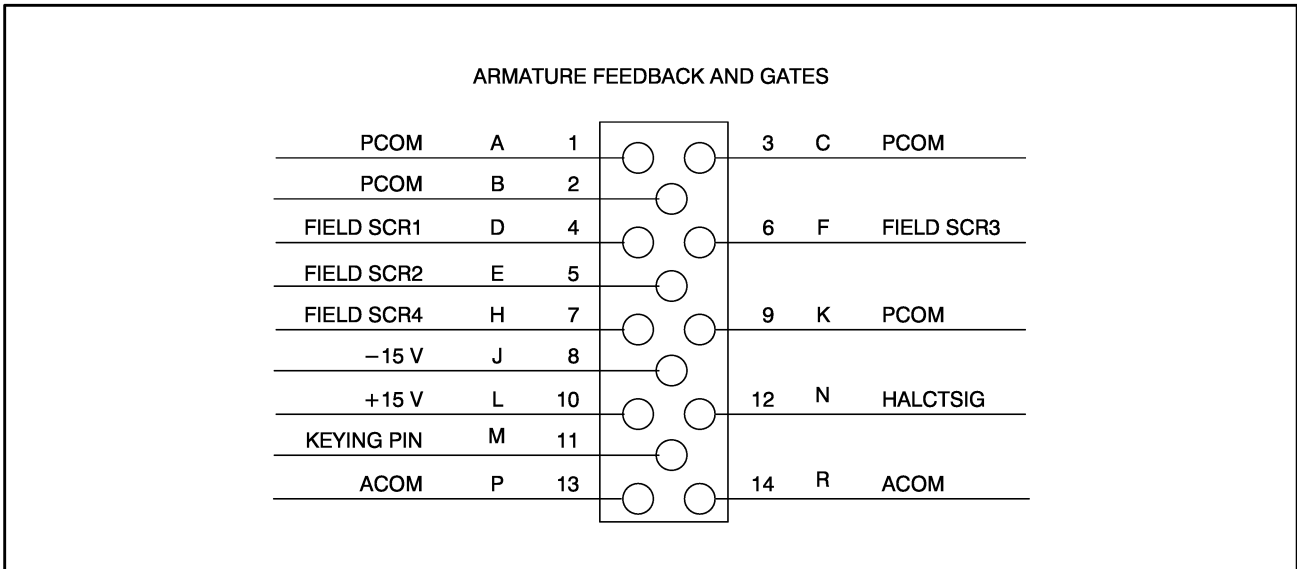 ARMATURE FEEDBACK AND GATES
PCOM A 1 3 C PCOM
PCOM B 2
FIELD SCR1 D 4 6 F FIELD SCR3
FIELD SCR2 E 5
FIELD SCR4 H 7 9 K PCOM
−15 V J 8
+15 V L 10 12 N HALCTSIG
KEYING PIN M 11
ACOM P 13 14 R ACOM